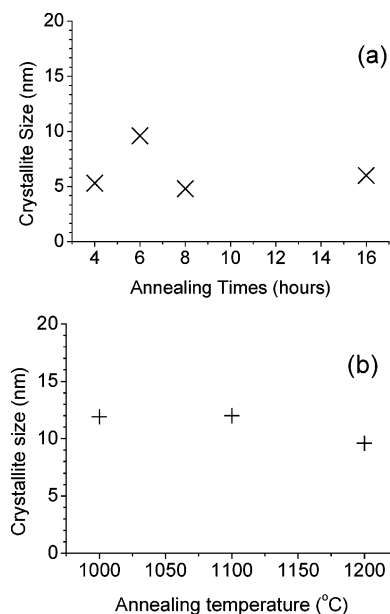 20
(a)
15
10
5
0
Crystallite Size (nm)
4 6 8 10 12 14 16
Annealing Times (hours)
20
(b)
15
10
5
0
Crystallite size (nm)
1000 1050 1100 1150 1200
Annealing temperature (°C)